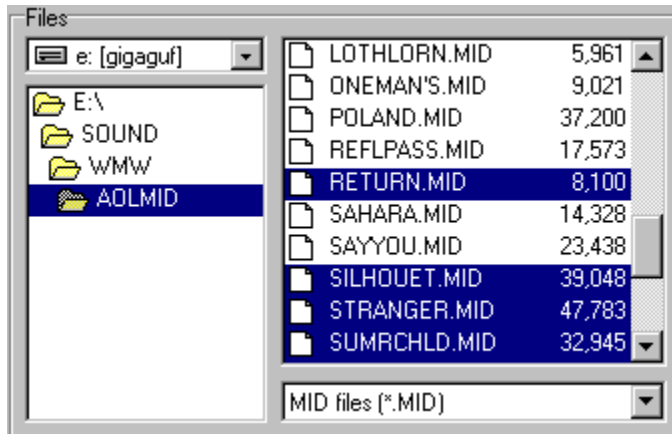 Files
e: [gigaguf]
E:\
SOUND
WMW
AOLMID
LOTHLORN.MID 5,961
ONEMAN'S.MID 9,021
POLAND.MID 37,200
REFLPASS.MID 17,573
RETURN.MID 8,100
SAHARA.MID 14,328
SAYYOU.MID 23,438
SILHOUET.MID 39,048
STRANGER.MID 47,783
SUMRCHLD.MID 32,945
MID files (*.MID)